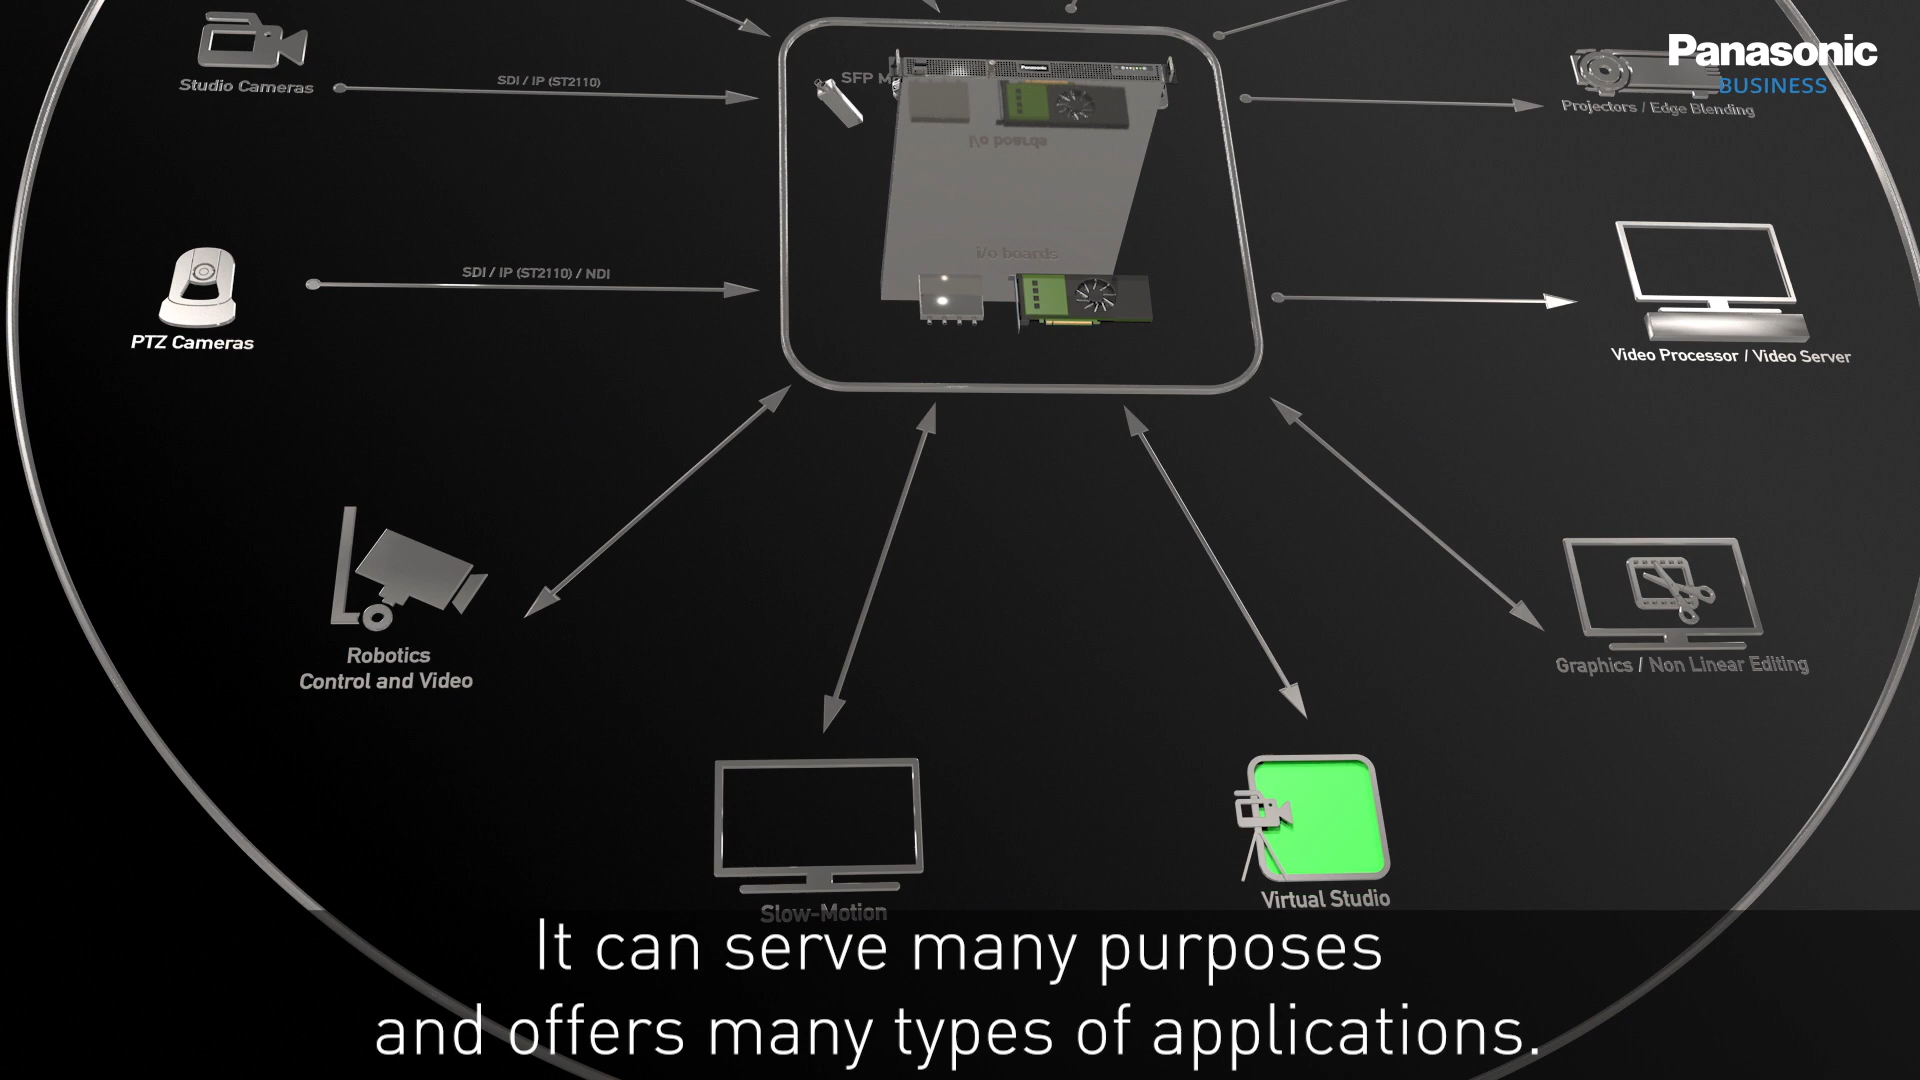 Panasonic
BUSINESS
Studio Cameras
SDI / IP (ST2110)
SFP M
Panasonic
i/o boards
Projectors / Edge Blending
PTZ Cameras
SDI / IP (ST2110) / NDI
i/o boards
Video Processor / Video Server
Robotics
Control and Video
Graphics / Non Linear Editing
Slow-Motion
Virtual Studio
It can serve many purposes
and offers many types of applications.